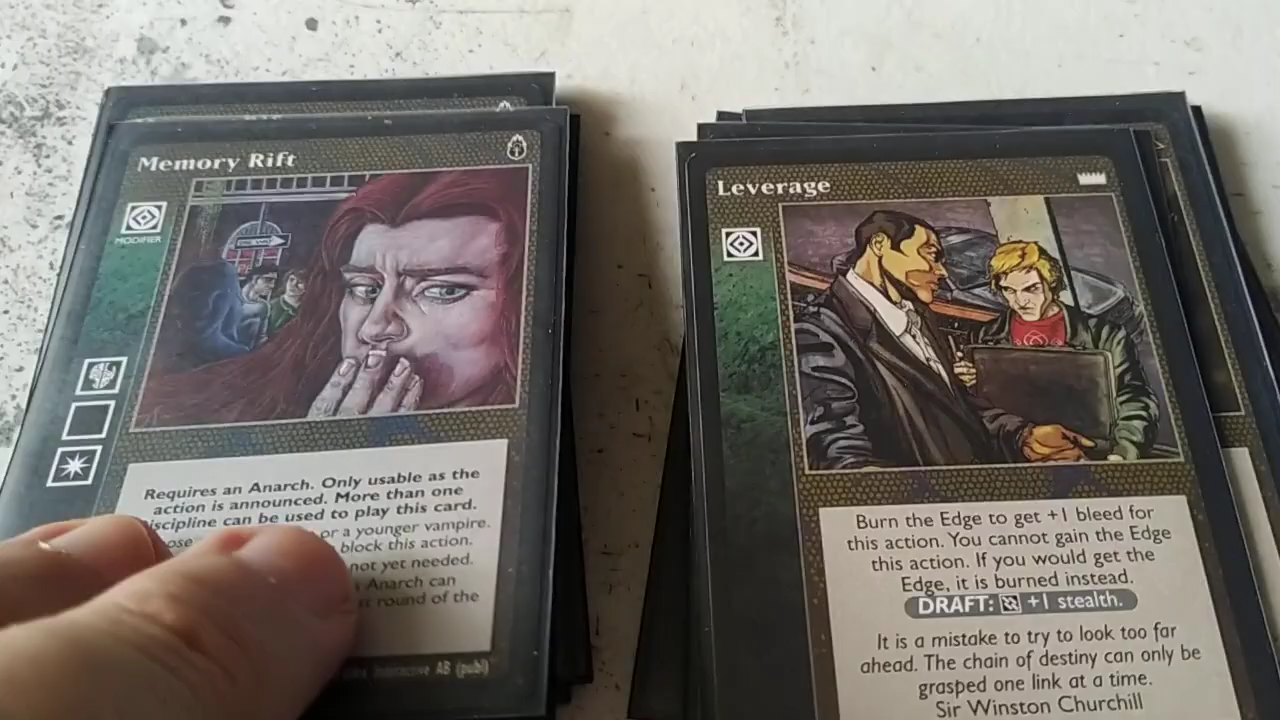 Memory Rift
MODIFIER
Requires an Anarch. Only usable as the
action is announced. More than one
iscipline can be used to play this card.
or a younger vampire.
block this action.
not yet needed.
Anarch can
round of the
AB (publ)
Leverage
Burn the Edge to get +1 bleed for
this action. You cannot gain the Edge
this action. If you would get the
Edge, it is burned instead.
DRAFT: +1 stealth.
It is a mistake to try to look too far
ahead. The chain of destiny can only be
grasped one link at a time.
Sir Winston Churchill